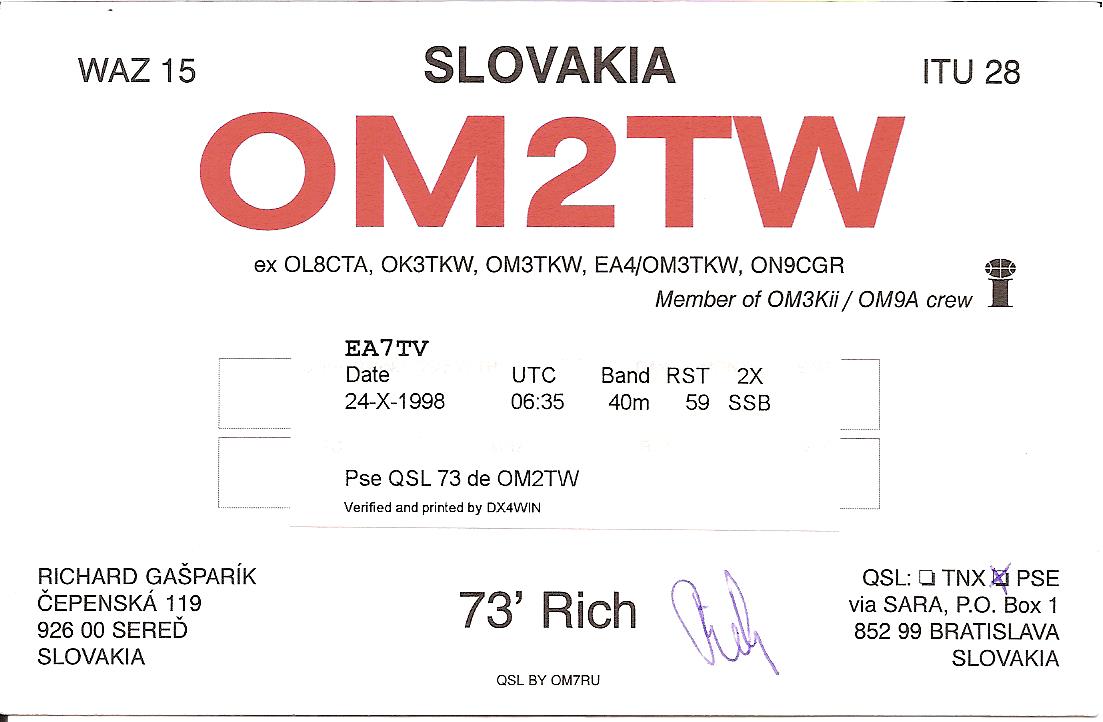 WAZ 15 SLOVAKIA ITU 28
OM2TW
ex OL8CTA, OK3TKW, OM3TKW, EA4/OM3TKW, ON9CGR
Member of OM3Kii / OM9A crew
EA7TV
Date UTC Band RST 2X
24-X-1998 06:35 40m 59 SSB
Pse QSL 73 de OM2TW
Verified and printed by DX4WIN
RICHARD GAŠPARÍK
ČEPENSKÁ 119
926 00 SEREĎ
SLOVAKIA
73' Rich
Rich
QSL: TNX PSE
via SARA, P.O. Box 1
852 99 BRATISLAVA
SLOVAKIA
QSL BY OM7RU